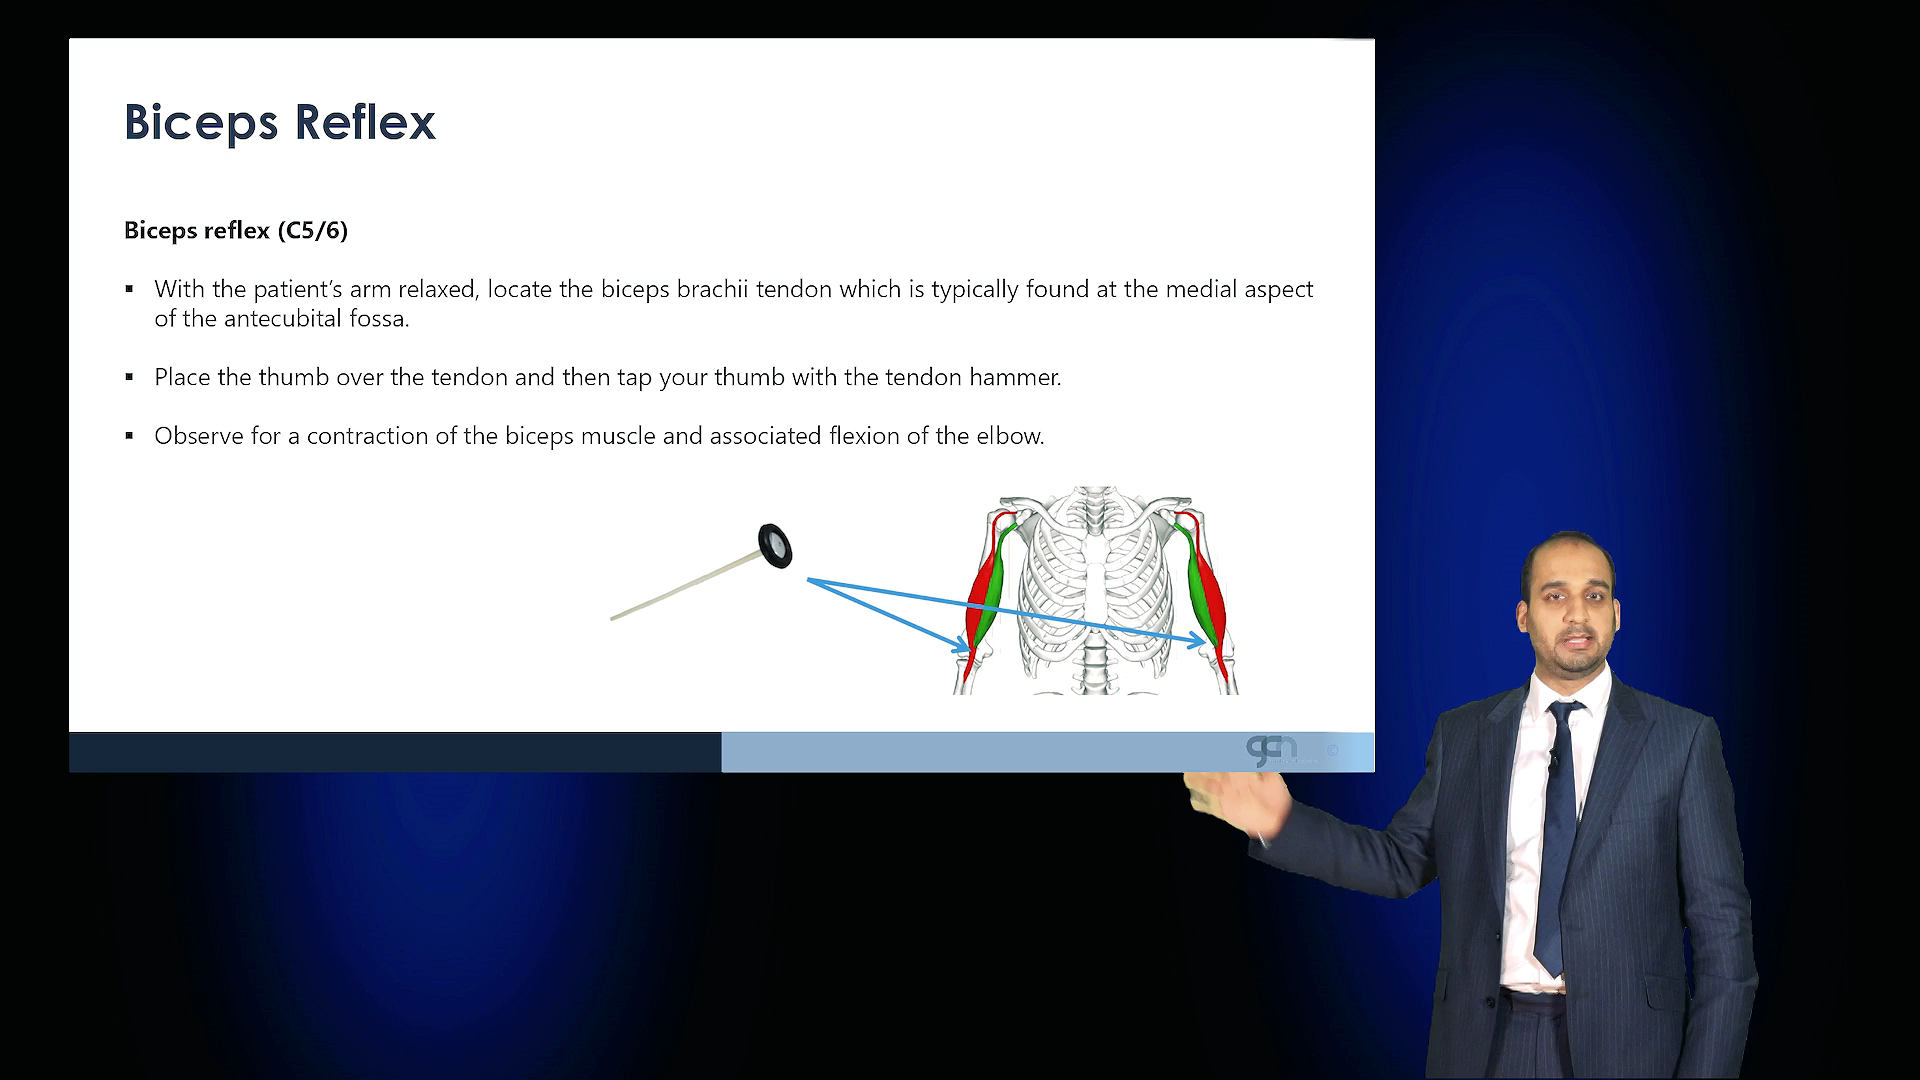 Biceps Reflex
Biceps reflex (C5/6)
▪ With the patient’s arm relaxed, locate the biceps brachii tendon which is typically found at the medial aspect
of the antecubital fossa.
▪ Place the thumb over the tendon and then tap your thumb with the tendon hammer.
▪ Observe for a contraction of the biceps muscle and associated flexion of the elbow.
gcn
©